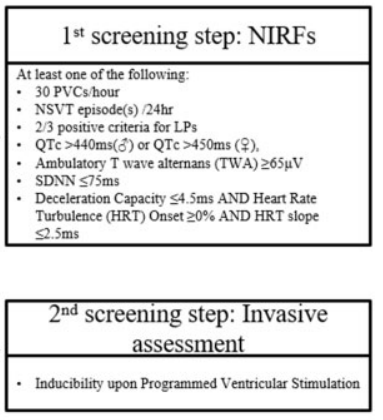 1st screening step: NIRFs
At least one of the following:
• 30 PVCs/hour
• NSVT episode(s) /24hr
• 2/3 positive criteria for LPs
• QTc >440ms(♂) or QTc >450ms (♀),
• Ambulatory T wave alternans (TWA) ≥65μV
• SDNN ≤75ms
• Deceleration Capacity ≤4.5ms AND Heart Rate
Turbulence (HRT) Onset ≥0% AND HRT slope
≤2.5ms
2nd screening step: Invasive
assessment
• Inducibility upon Programmed Ventricular Stimulation